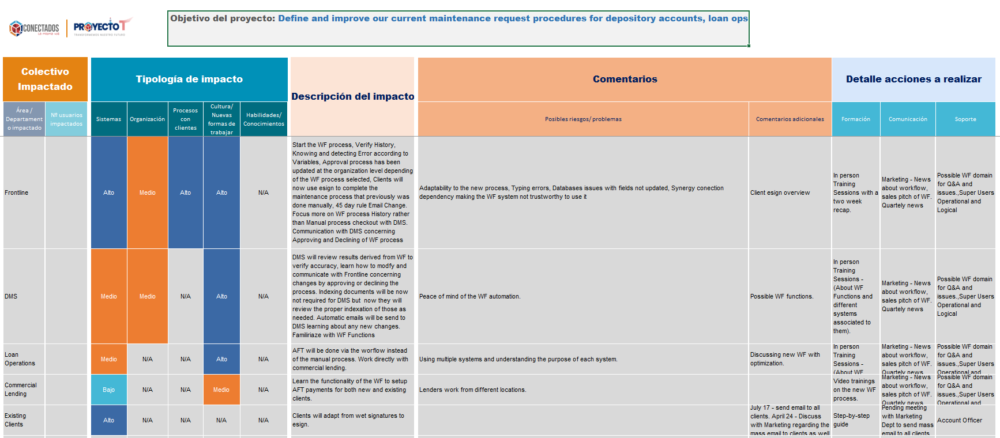 Objetivo del proyecto: Define and improve our current maintenance request procedures for depository accounts, loan ops
CONECTADOS
La misma voz
PROYECTO T
TRANSFORMEMOS NUESTRO FUTURO
Colectivo
Impactado
Tipología de impacto
Descripción del impacto
Comentarios
Detalle acciones a realizar
Área /
Departament
o impactado
Nº usuarios
impactados
Sistemas
Organización
Procesos
con
clientes
Cultura/
Nuevas
formas de
trabajar
Habilidades/
Conocimientos
Posibles riesgos/ problemas
Comentarios adicionales
Formación
Comunicación
Soporte
Frontline
Alto
Medio
Alto
Alto
N/A
Start the WF process, Verify History,
Knowing and detecting Error according to
Variables, Approval process has been
updated at the organization level depending
of the WF process selected, Clients will
now use esign to complete the
maintenance process that previously was
done manually, 45 day rule Email Change.
Focus more on WF process History rather
than Manual process checkout with DMS.
Communication with DMS concerning
Approving and Declining of WF process
Adaptability to the new process, Typing errors, Databases issues with fields not updated, Synergy conection
dependency making the WF system not trustworthy to use it
Client esign overview
In person
Training
Sessions with a
two week
recap.
Marketing - News
about workflow,
sales pitch of WF.
Quartely news
Possible WF domain
for Q&A and
issues.,Super Users
Operational and
Logical
DMS
Medio
Medio
N/A
Alto
N/A
DMS will review results derived from WF to
verify accuracy, learn how to modfy and
communicate with Frontline concerning
changes by approving or declining the
process. Indexing documents will be now
not required for DMS but now they will
review the proper indexation of those as
needed. Automatic emails will be send to
DMS learning about any new changes.
Familiriaze with WF Functions
Peace of mind of the WF automation.
Possible WF functions.
In person
Training
Sessions -
(About WF
Functions and
different
systems
associated to
them).
Marketing - News
about workflow,
sales pitch of WF.
Quartely news
Possible WF domain
for Q&A and
issues.,Super Users
Operational and
Logical
Loan
Operations
Medio
N/A
N/A
Alto
N/A
AFT will be done via the worflow instead
of the manual process. Work directly with
commercial lending.
Using multiple systems and understanding the purpose of each system.
Discussing new WF with
optimization.
In person
Training
Sessions -
(About WF
Marketing - News
about workflow,
sales pitch of WF.
Quartely news
Possible WF domain
for Q&A and
issues.,Super Users
Operational and
Commercial
Lending
Bajo
N/A
N/A
Medio
N/A
Learn the functionality of the WF to setup
AFT payments for both new and existing
clients.
Lenders work from different locations.
Video trainings
on the new WF
process.
Marketing - News
about workflow,
sales pitch of WF.
Quartely news
Possible WF domain
for Q&A and
issues.,Super Users
Operational and
Existing
Clients
Alto
N/A
N/A
N/A
N/A
Clients will adapt from wet signatures to
esign.
July 17 - send email to all
clients. April 24 - Discuss
with Marketing regarding the
mass email to clients as well
Step-by-step
guide
Pending meeting
with Marketing
Dept to send mass
email to all clients
Account Officer